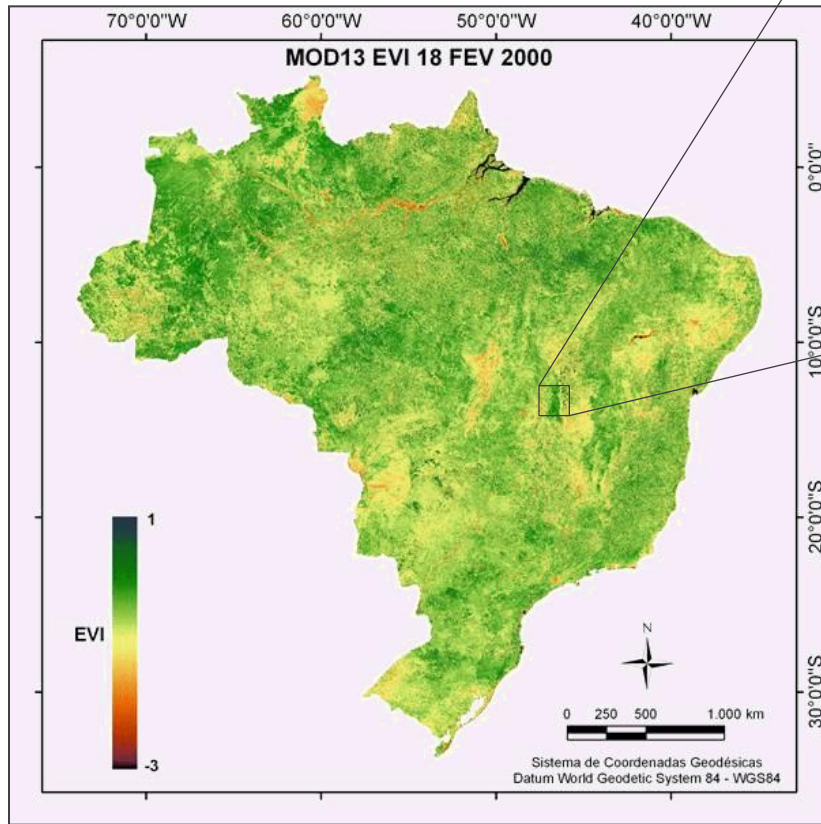 70°0'0"W 60°0'0"W 50°0'0"W 40°0'0"W
MOD13 EVI 18 FEV 2000
0°0'0"
10°0'0"S
20°0'0"S
30°0'0"S
1
EVI
-3
N
0 250 500 1.000 km
Sistema de Coordenadas Geodésicas
Datum World Geodetic System 84 - WGS84